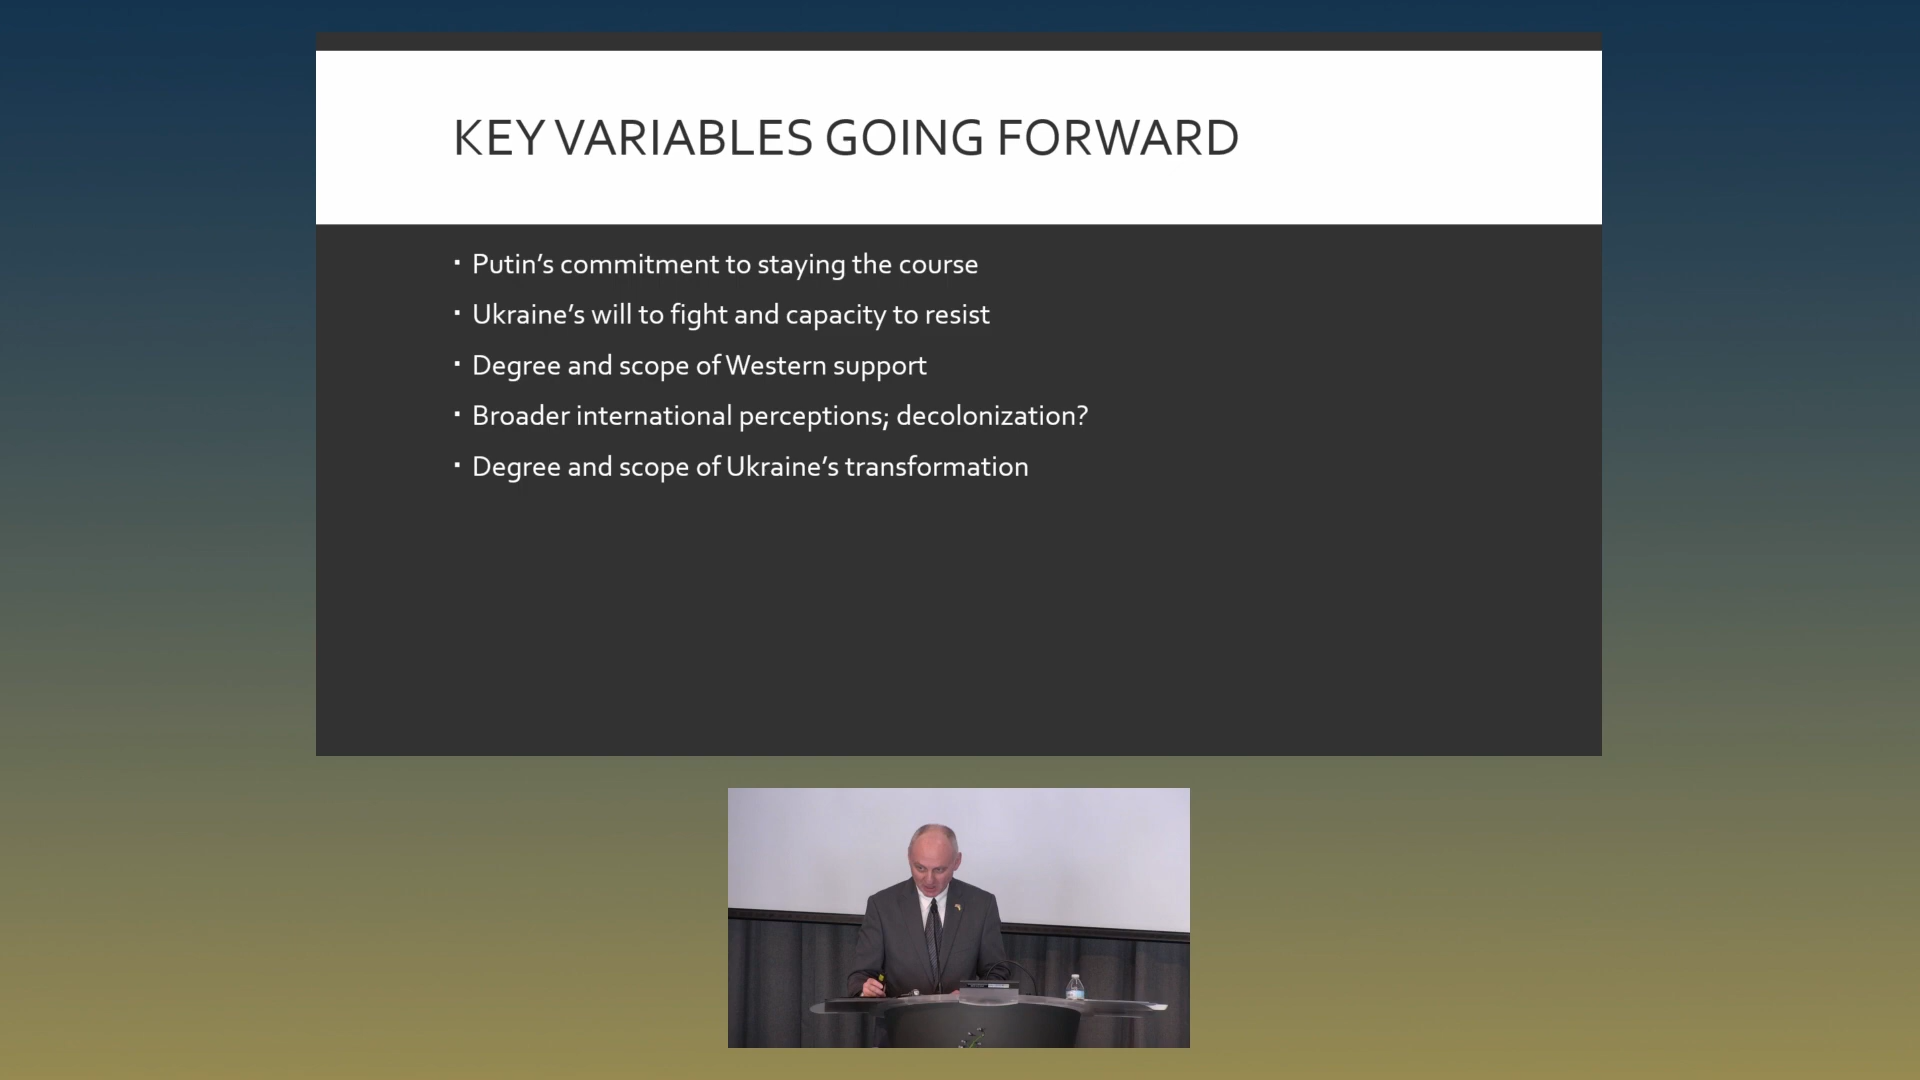 KEY VARIABLES GOING FORWARD
▪ Putin’s commitment to staying the course
▪ Ukraine’s will to fight and capacity to resist
▪ Degree and scope of Western support
▪ Broader international perceptions; decolonization?
▪ Degree and scope of Ukraine’s transformation